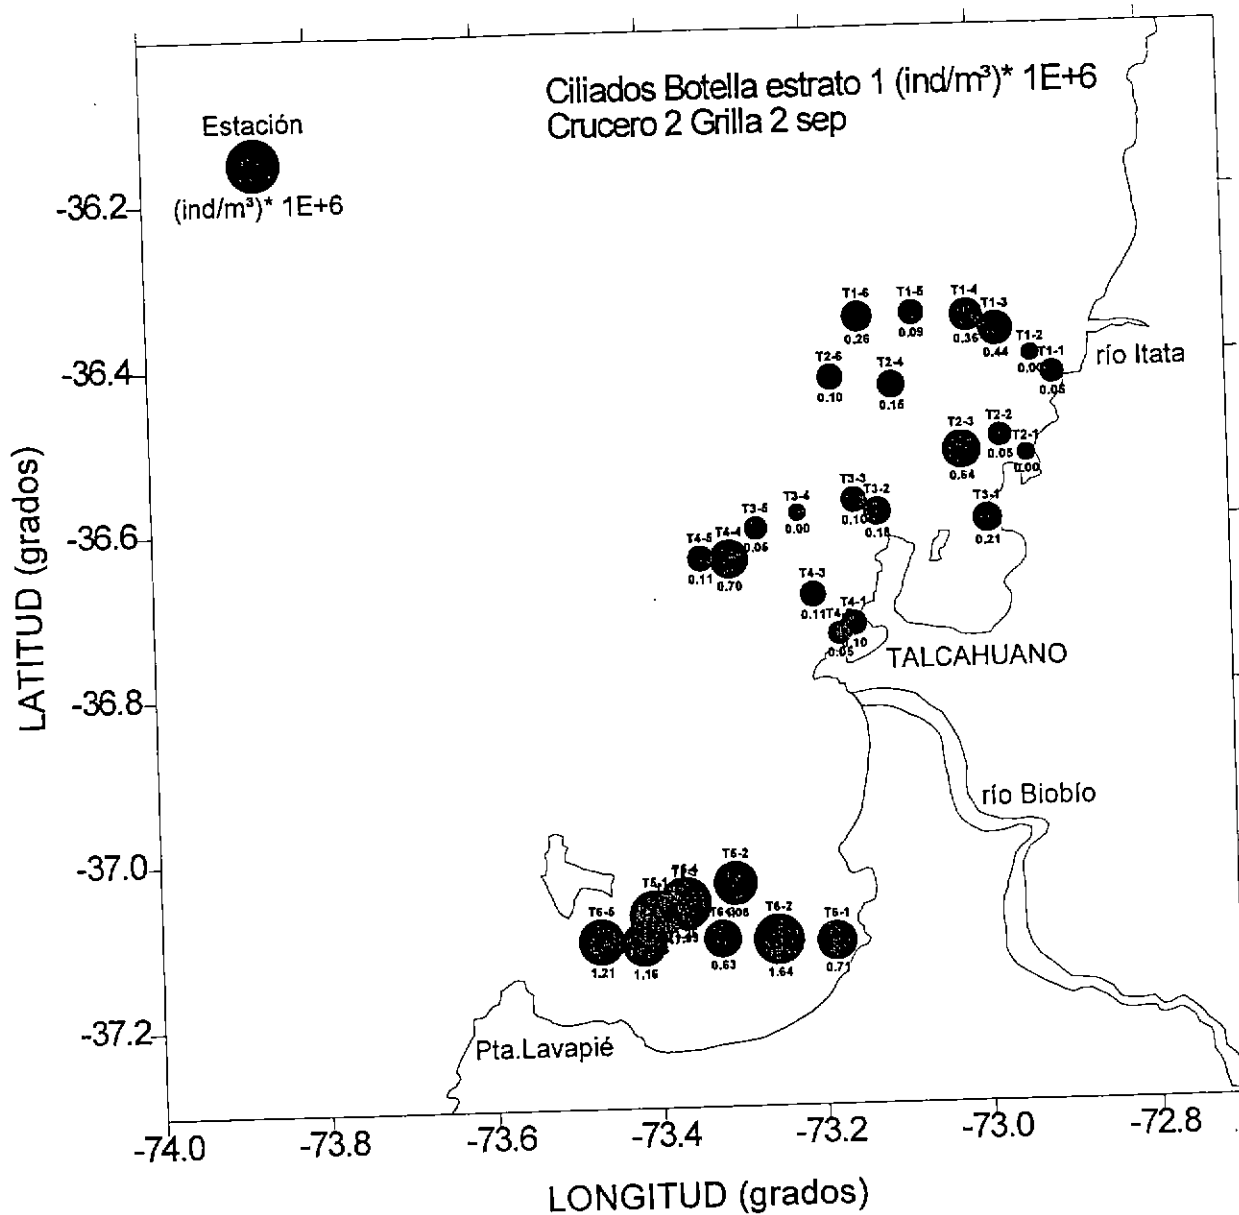 Ciliados Botella estrato 1 (ind/m³)* 1E+6
Crucero 2 Grilla 2 sep
Estación
(ind/m³)* 1E+6
-36.2
-36.4
-36.6
-36.8
-37.0
-37.2
LATITUD (grados)
T1-6
0.26
T1-5
0.09
T1-4
0.36
T1-3
0.44
T1-2
0.00
T1-1
0.05
río Itata
T2-6
0.10
T2-4
0.15
T2-3
0.64
T2-2
0.05
T2-1
0.00
T3-5
0.05
T3-4
0.00
T3-3
0.10
T3-2
0.18
T3-1
0.21
T4-5
0.11
T4-4
0.70
T4-3
0.11
T4-1
0.05
TALCAHUANO
río Biobío
T5-2
T5-1
T6-5
1.21
1.16
0.63
T6-2
1.64
0.71
Pta.Lavapié
-74.0
-73.8
-73.6
-73.4
-73.2
-73.0
-72.8
LONGITUD (grados)